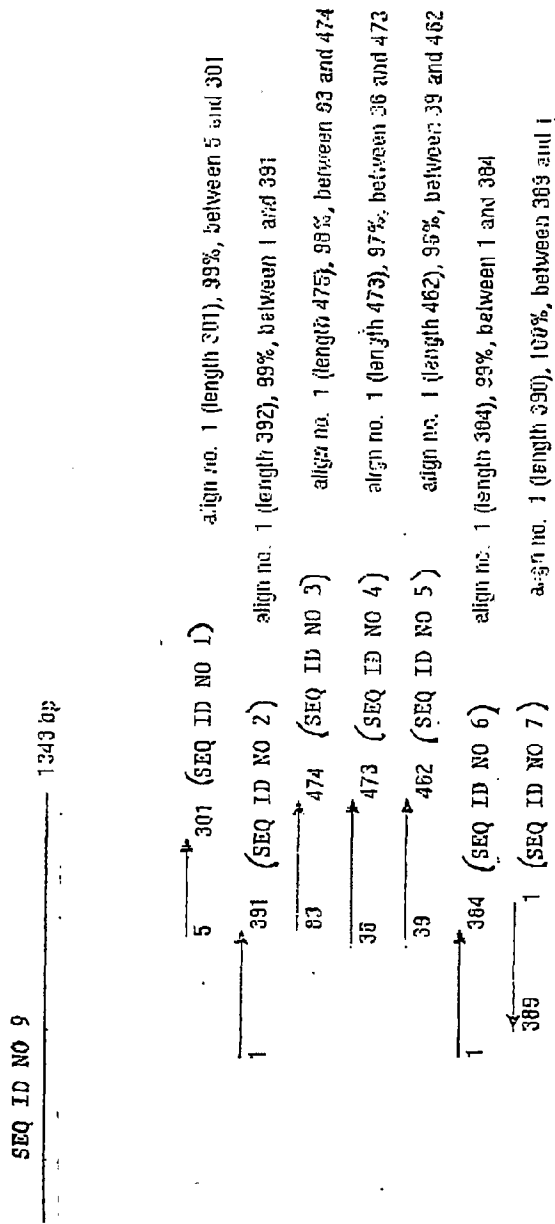 SEQ ID NO 9
1343 bp
5 301 (SEQ ID NO 1) align no. 1 (length 301), 99%, between 5 and 301
1 391 (SEQ ID NO 2) align no. 1 (length 392), 99%, between 1 and 391
83 474 (SEQ ID NO 3) align no. 1 (length 475), 98%, between 83 and 474
36 473 (SEQ ID NO 4) align no. 1 (length 473), 97%, between 36 and 473
39 462 (SEQ ID NO 5) align no. 1 (length 462), 96%, between 39 and 462
1 384 (SEQ ID NO 6) align no. 1 (length 384), 99%, between 1 and 384
389 1 (SEQ ID NO 7) align no. 1 (length 390), 100%, between 389 and 1